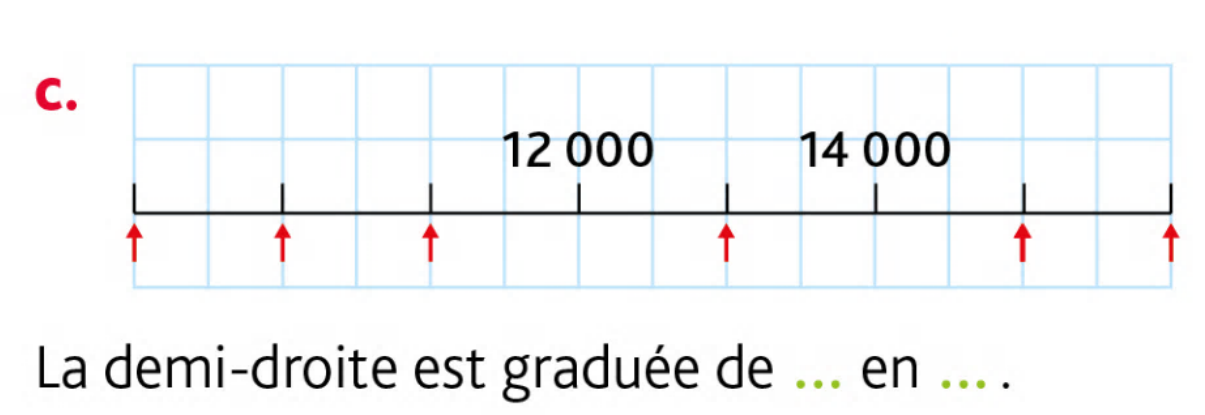 c.
12 000 14 000
La demi-droite est graduée de ... en ... .